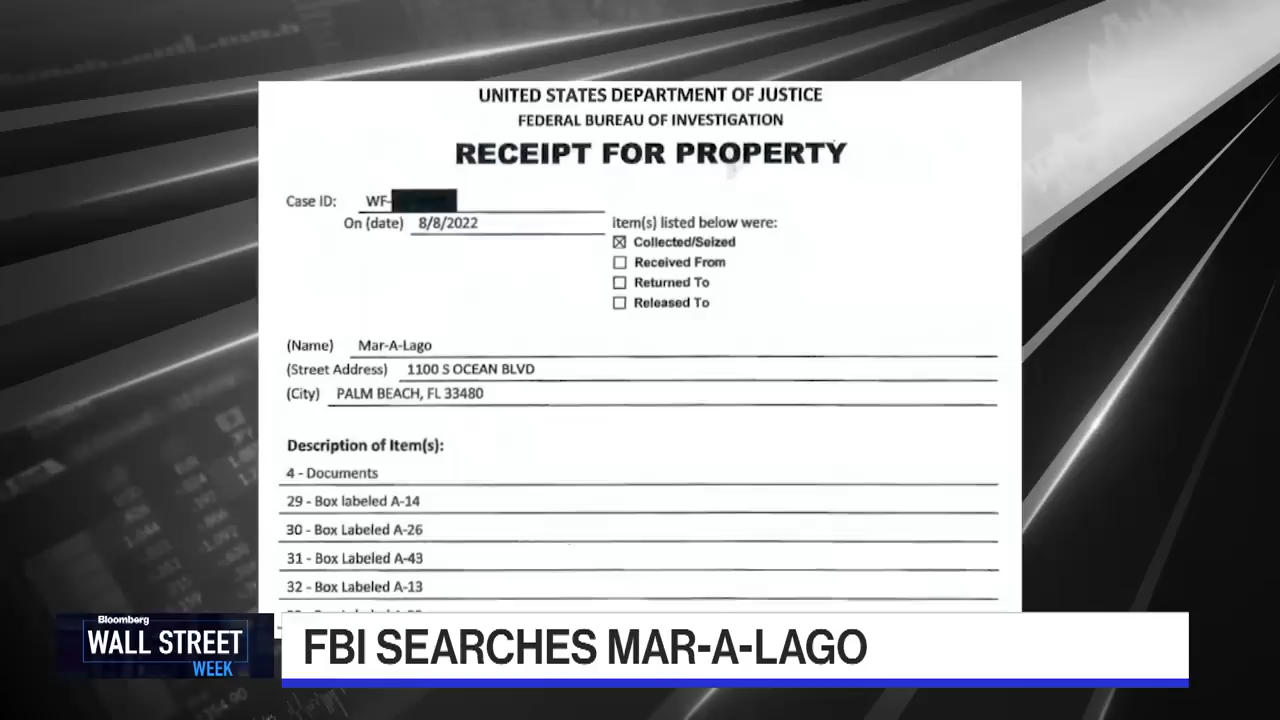 UNITED STATES DEPARTMENT OF JUSTICE
FEDERAL BUREAU OF INVESTIGATION
RECEIPT FOR PROPERTY
Case ID: WF-
On (date) 8/8/2022
item(s) listed below were:
☒ Collected/Seized
☐ Received From
☐ Returned To
☐ Released To
(Name) Mar-A-Lago
(Street Address) 1100 S OCEAN BLVD
(City) PALM BEACH, FL 33480
Description of Item(s):
4 - Documents
29 - Box labeled A-14
30 - Box Labeled A-26
31 - Box Labeled A-43
32 - Box Labeled A-13
Bloomberg
WALL STREET
WEEK
FBI SEARCHES MAR-A-LAGO